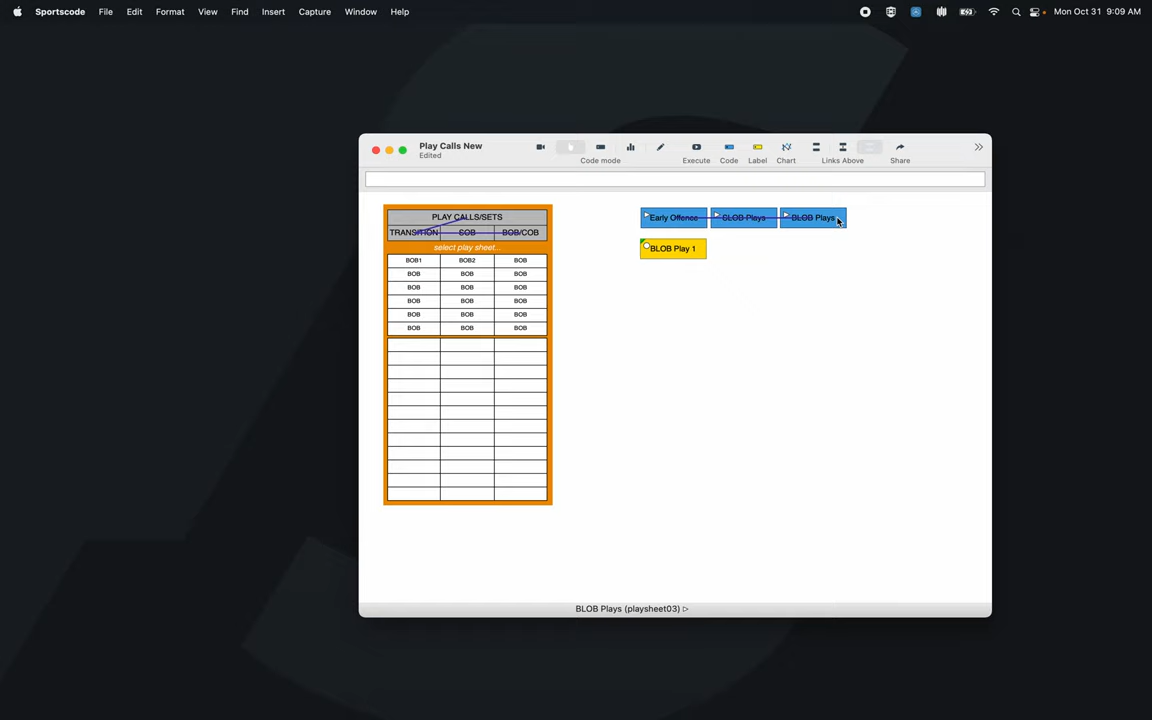 Sportscode File Edit Format View Find Insert Capture Window Help Mon Oct 31 9:09 AM
Play Calls New
Edited
Code mode Execute Code Label Chart Links Above Share
PLAY CALLS/SETS
TRANSITION SOB BOB/COB
select play sheet...
BOB1 BOB2 BOB
BOB BOB BOB
BOB BOB BOB
BOB BOB BOB
BOB BOB BOB
BOB BOB BOB
Early Offence SLOB Plays BLOB Plays
BLOB Play 1
BLOB Plays (playsheet03)